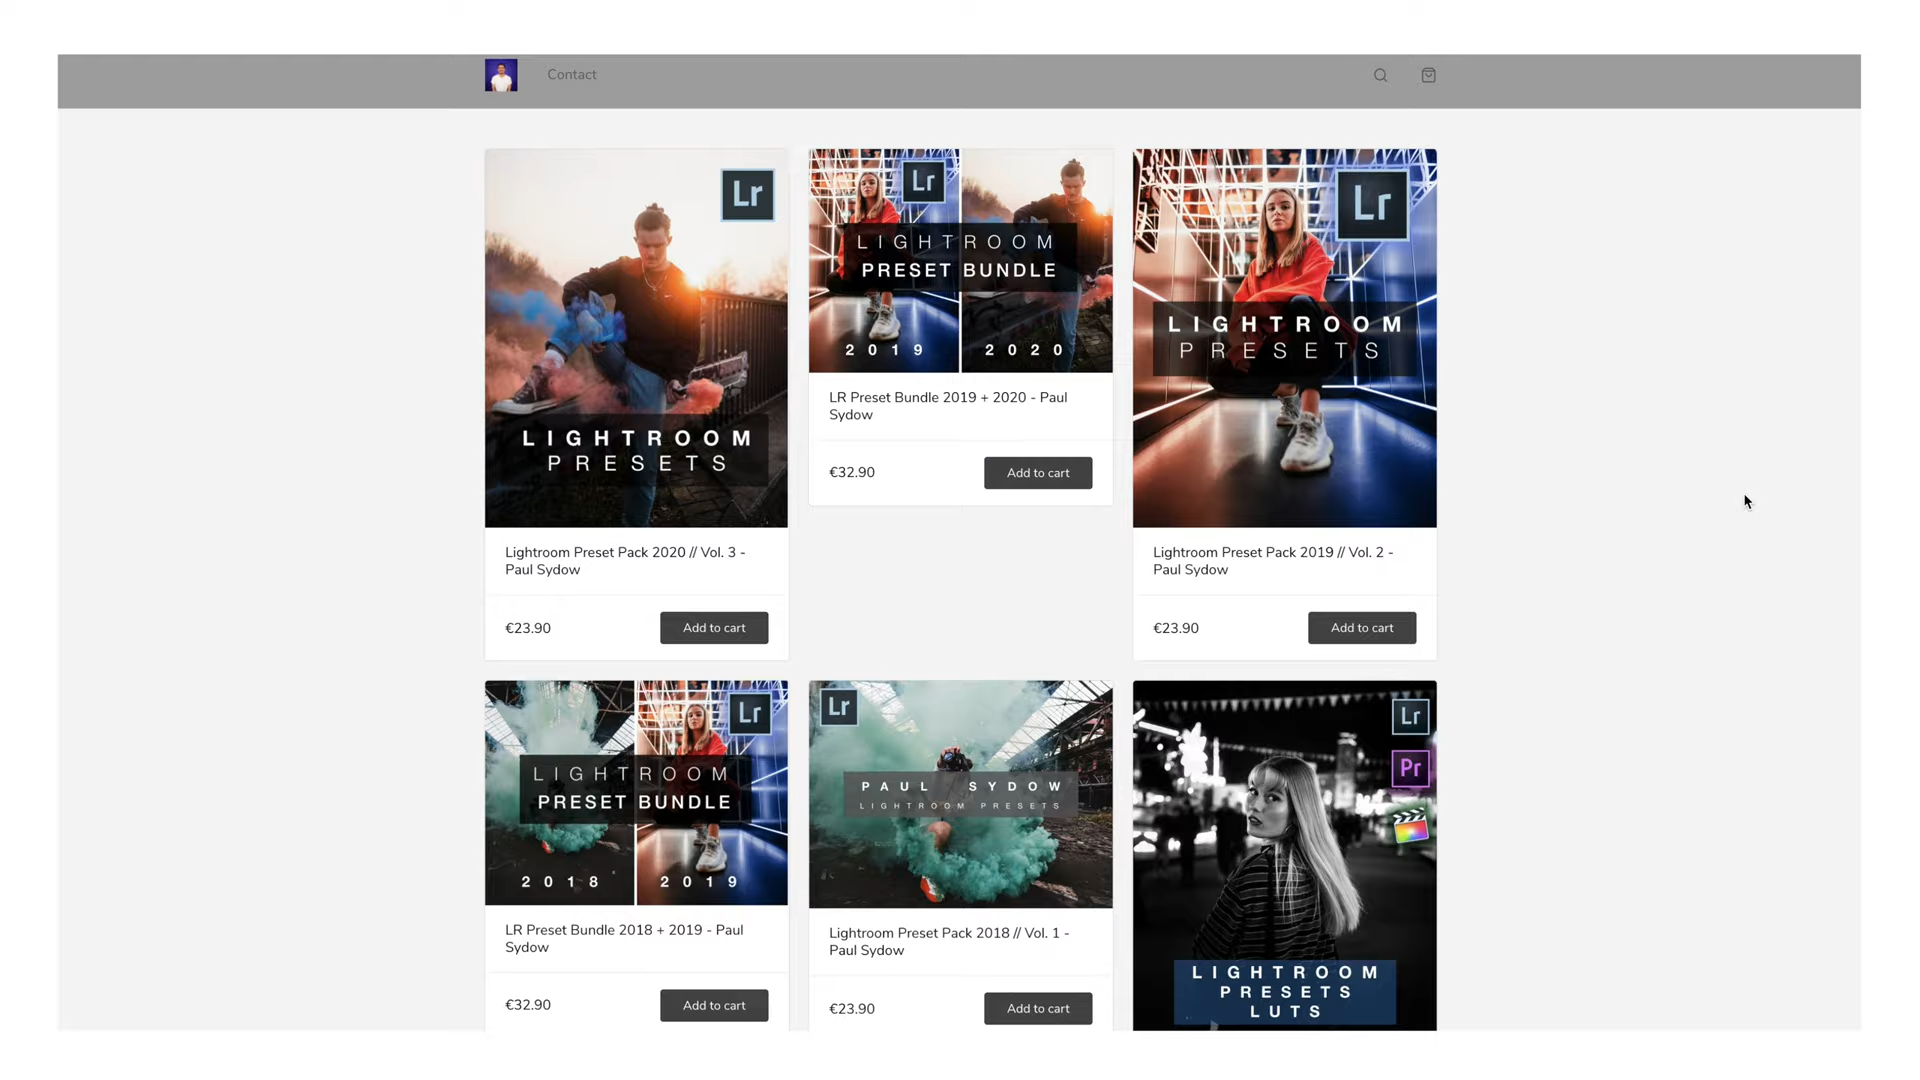 Contact
Lr
LIGHTROOM
PRESETS
Lightroom Preset Pack 2020 // Vol. 3 -
Paul Sydow
€23.90
Add to cart
Lr
LIGHTROOM
PRESET BUNDLE
2019
2020
LR Preset Bundle 2019 + 2020 - Paul
Sydow
€32.90
Add to cart
Lr
LIGHTROOM
PRESETS
Lightroom Preset Pack 2019 // Vol. 2 -
Paul Sydow
€23.90
Add to cart
Lr
LIGHTROOM
PRESET BUNDLE
2018
2019
LR Preset Bundle 2018 + 2019 - Paul
Sydow
€32.90
Add to cart
Lr
PAUL SYDOW
LIGHTROOM PRESETS
Lightroom Preset Pack 2018 // Vol. 1 -
Paul Sydow
€23.90
Add to cart
Lr
Pr
LIGHTROOM
PRESETS
LUTS